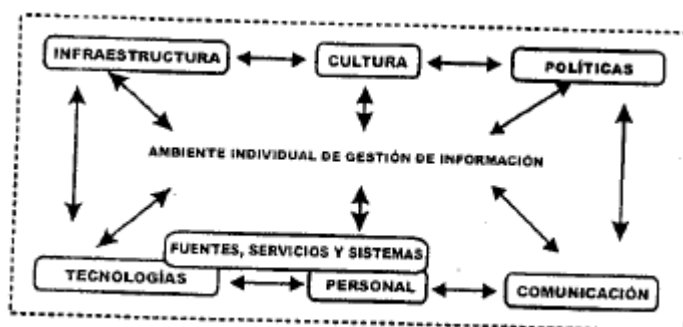 INFRAESTRUCTURA
CULTURA
POLÍTICAS
AMBIENTE INDIVIDUAL DE GESTIÓN DE INFORMACIÓN
FUENTES, SERVICIOS Y SISTEMAS
TECNOLOGÍAS
PERSONAL
COMUNICACIÓN